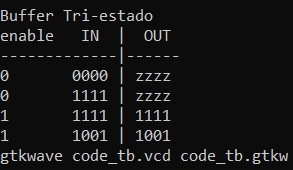 Buffer Tri-estado
enable   IN  |  OUT
-------------|------
0       0000 | zzzz
0       1111 | zzzz
1       1111 | 1111
1       1001 | 1001
gtkwave code_tb.vcd code_tb.gtkw